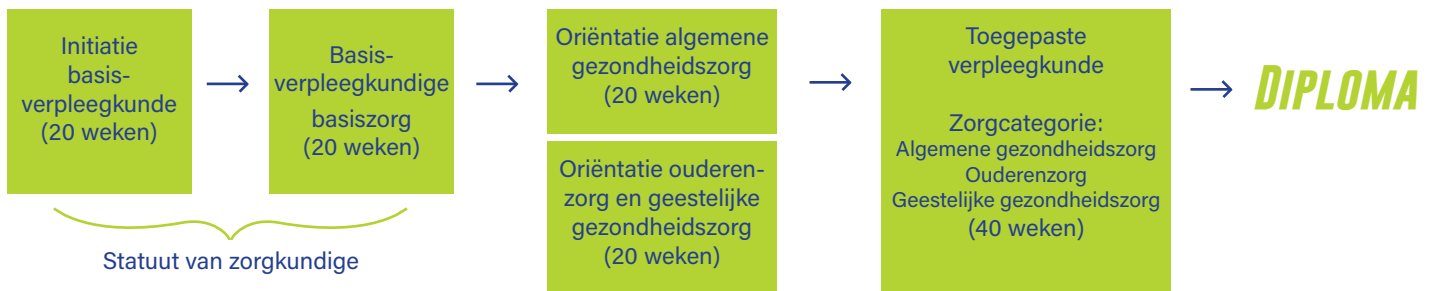 Initiatie
basis-
verpleegkunde
(20 weken)
Basis-
verpleegkundige
basiszorg
(20 weken)
Statuut van zorgkundige
Oriëntatie algemene
gezondheidszorg
(20 weken)
Oriëntatie ouderen-
zorg en geestelijke
gezondheidszorg
(20 weken)
Toegepaste
verpleegkunde
Zorgcategorie:
Algemene gezondheidszorg
Ouderenzorg
Geestelijke gezondheidszorg
(40 weken)
DIPLOMA